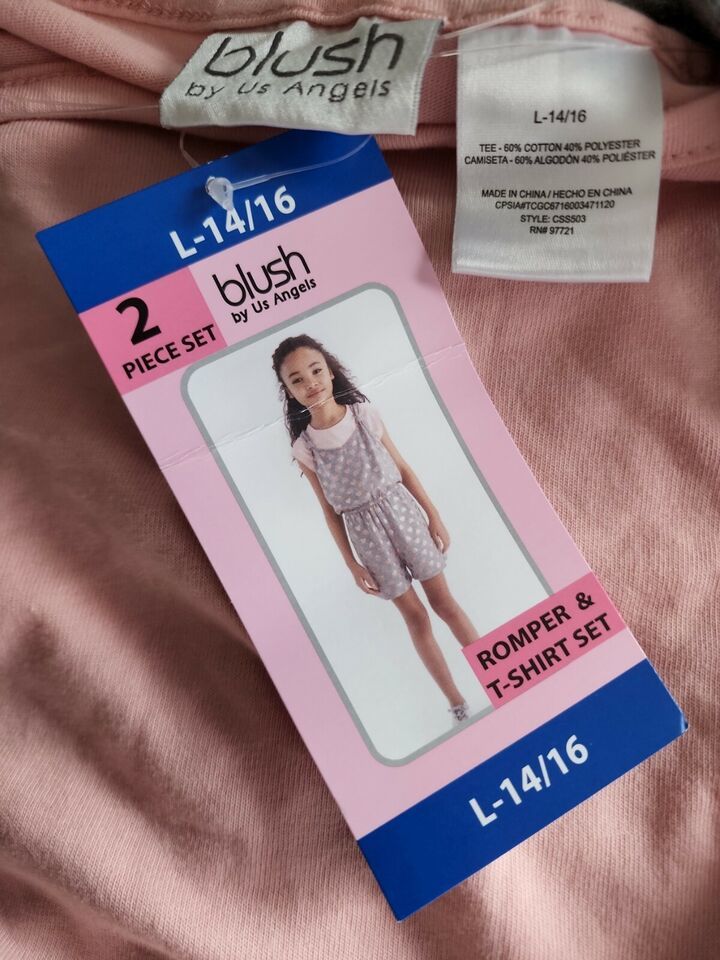 blush
by Us Angels
L-14/16
TEE - 60% COTTON 40% POLYESTER
CAMISETA - 60% ALGODÓN 40% POLIÉSTER
MADE IN CHINA / HECHO EN CHINA
CPSIA#TCGC6716003471120
STYLE: CSS503
RN# 97721
L-14/16
2
PIECE SET
blush
by Us Angels
ROMPER &
T-SHIRT SET
L-14/16